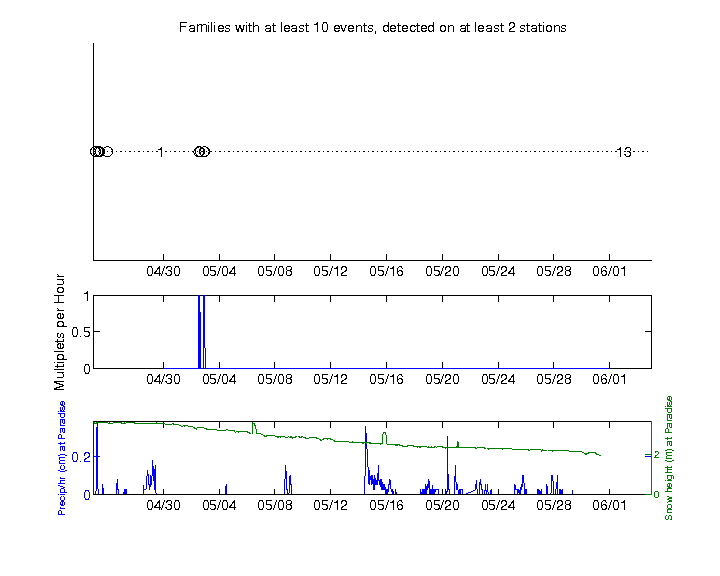 Families with at least 10 events, detected on at least 2 stations
1 13
04/30 05/04 05/08 05/12 05/16 05/20 05/24 05/28 06/01
Multiplets per Hour
1
0.5
0
04/30 05/04 05/08 05/12 05/16 05/20 05/24 05/28 06/01
Precip/hr (cm) at Paradise
0.2
0
2
0
Snow height (m) at Paradise
04/30 05/04 05/08 05/12 05/16 05/20 05/24 05/28 06/01